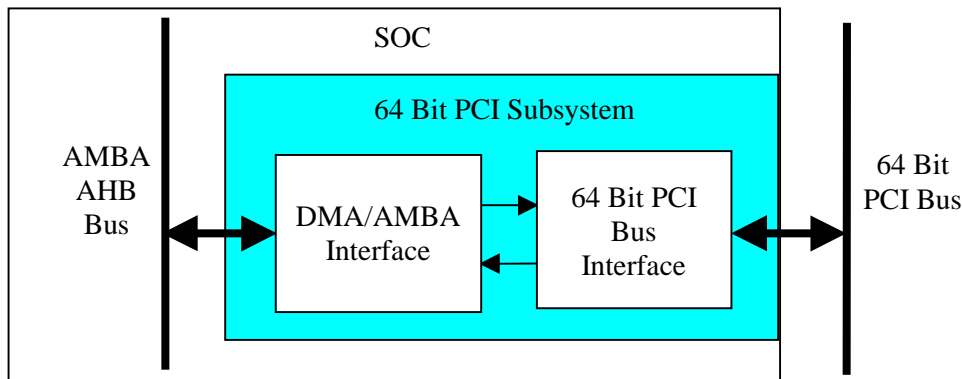 SOC
64 Bit PCI Subsystem
AMBA
AHB
Bus
DMA/AMBA
Interface
64 Bit PCI
Bus
Interface
64 Bit
PCI Bus